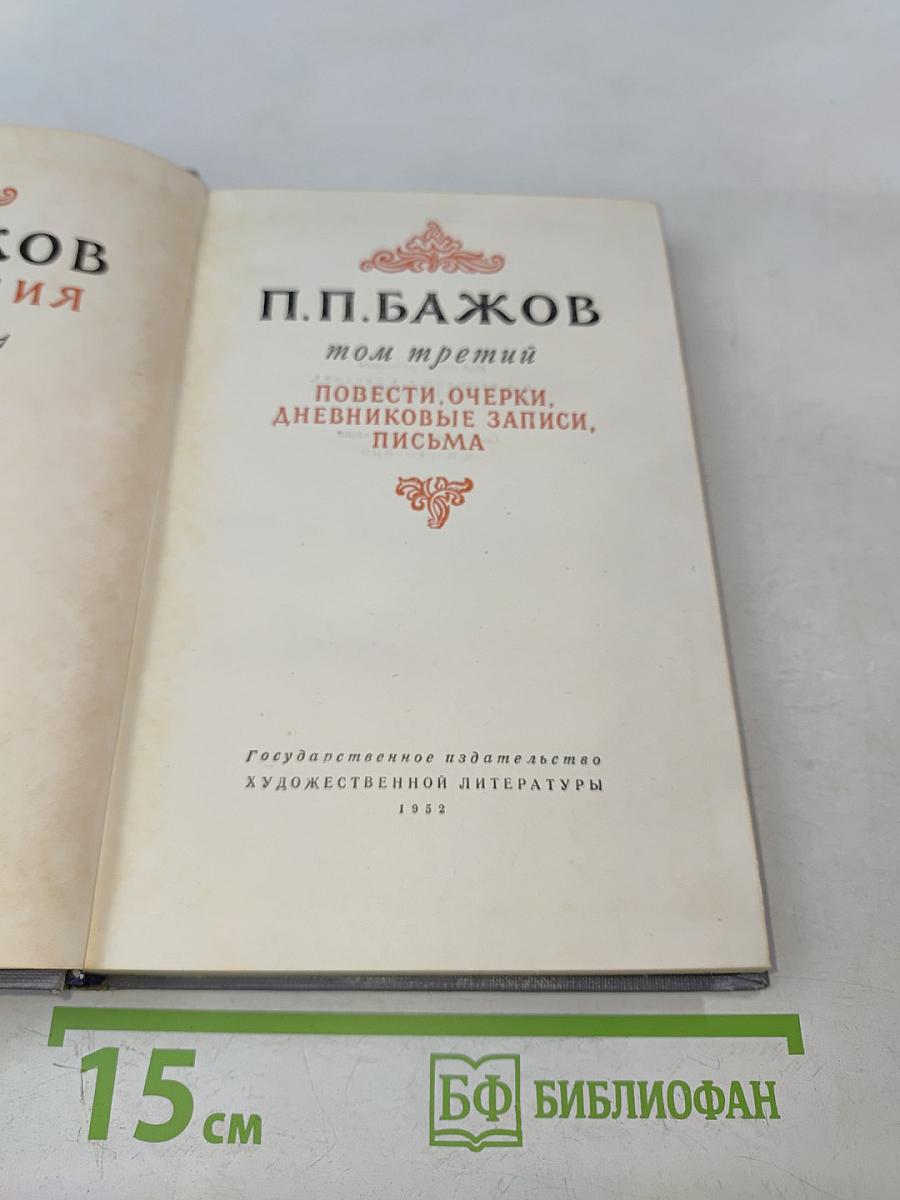 КОВ
ИЯ
П.П.БАЖОВ
том третий
ПОВЕСТИ, ОЧЕРКИ,
ДНЕВНИКОВЫЕ ЗАПИСИ,
ПИСЬМА
Государственное издательство
ХУДОЖЕСТВЕННОЙ ЛИТЕРАТУРЫ
1952
15 см
БФ БИБЛИОФАН